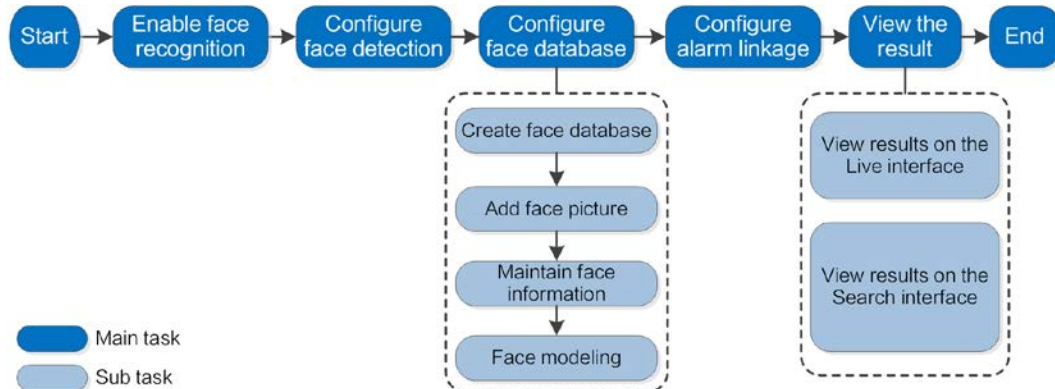 Start
Enable face
recognition
Configure
face detection
Configure
face database
Configure
alarm linkage
View the
result
End
Create face database
Add face picture
Maintain face
information
Face modeling
View results on the
Live interface
View results on the
Search interface
Main task
Sub task